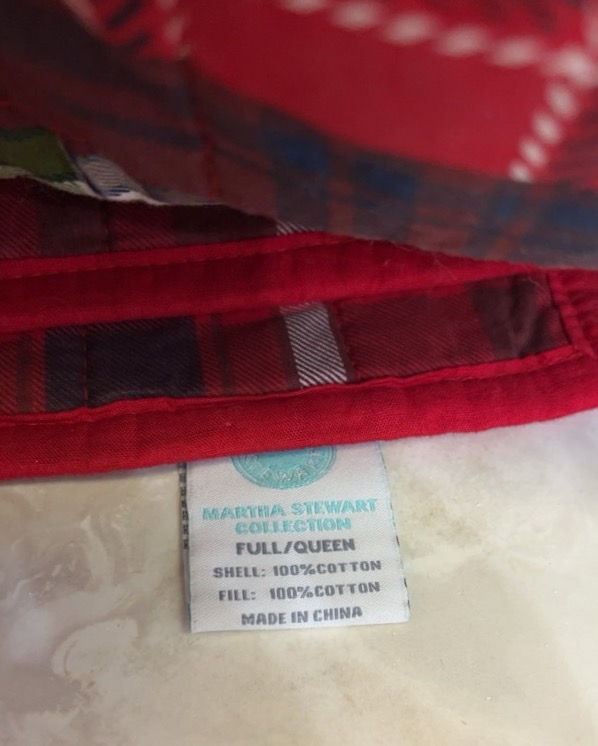 MARTHA STEWART
COLLECTION
FULL/QUEEN
SHELL: 100%COTTON
FILL: 100%COTTON
MADE IN CHINA